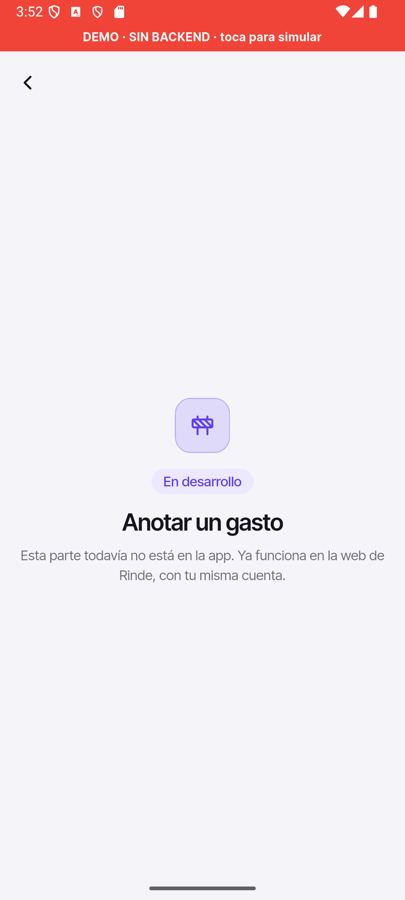 3:52
DEMO · SIN BACKEND · toca para simular
En desarrollo
Anotar un gasto
Esta parte todavía no está en la app. Ya funciona en la web de
Rinde, con tu misma cuenta.